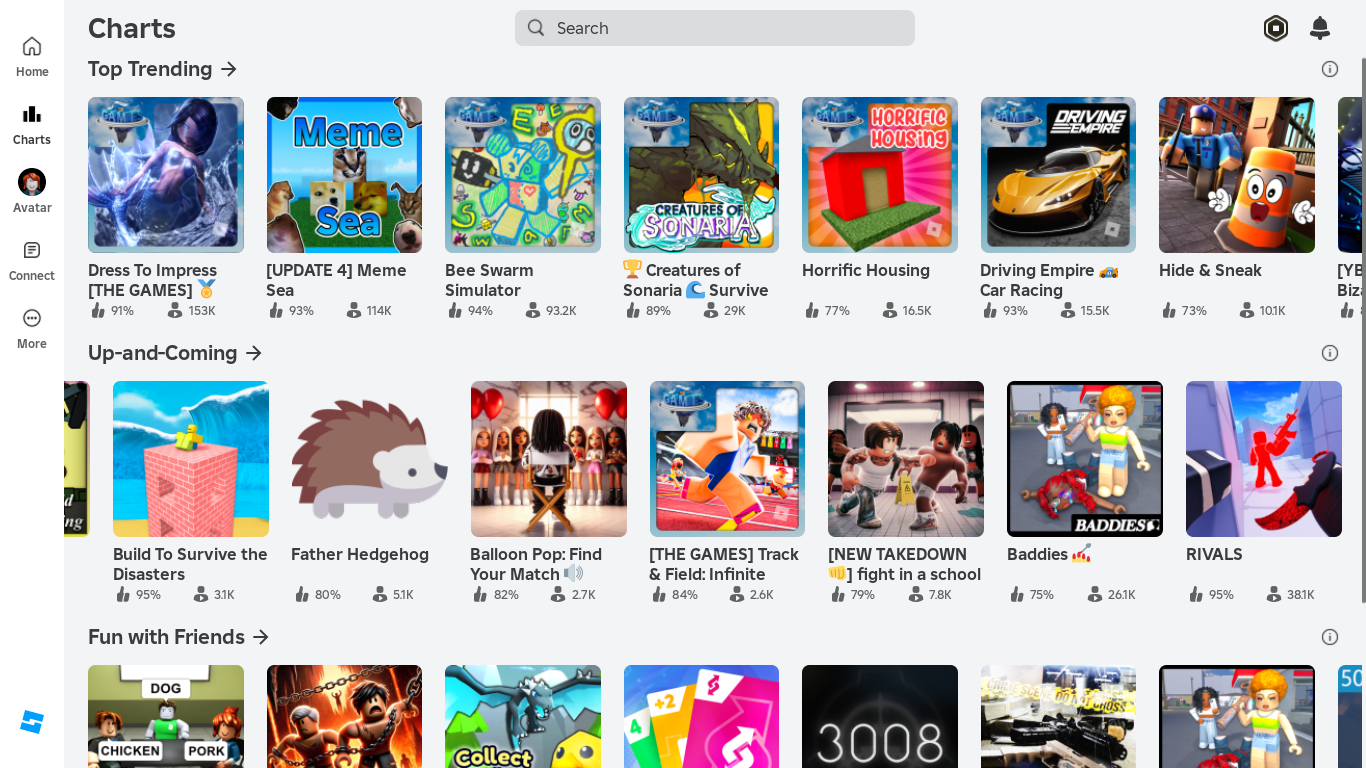 Charts
Search
Home
Charts
Avatar
Connect
More
Top Trending
Meme
Sea
CREATURES OF
SONARIA
HORRIFIC
HOUSING
DRIVING
EMPIRE
Dress To Impress
[THE GAMES] 🏅
91% 153K
[UPDATE 4] Meme
Sea
93% 114K
Bee Swarm
Simulator
94% 93.2K
🏆 Creatures of
Sonaria 🌊 Survive
89% 29K
Horrific Housing
77% 16.5K
Driving Empire 🚗
Car Racing
93% 15.5K
Hide & Sneak
73% 10.1K
[YB
Biza
Up-and-Coming
BADDIES
Build To Survive the
Disasters
95% 3.1K
Father Hedgehog
80% 5.1K
Balloon Pop: Find
Your Match 🔊
82% 2.7K
[THE GAMES] Track
& Field: Infinite
84% 2.6K
[NEW TAKEDOWN
👊] fight in a school
79% 7.8K
Baddies 💅
75% 26.1K
RIVALS
95% 38.1K
Fun with Friends
DOG
CHICKEN
PORK
Collect
4
+2
3008
50